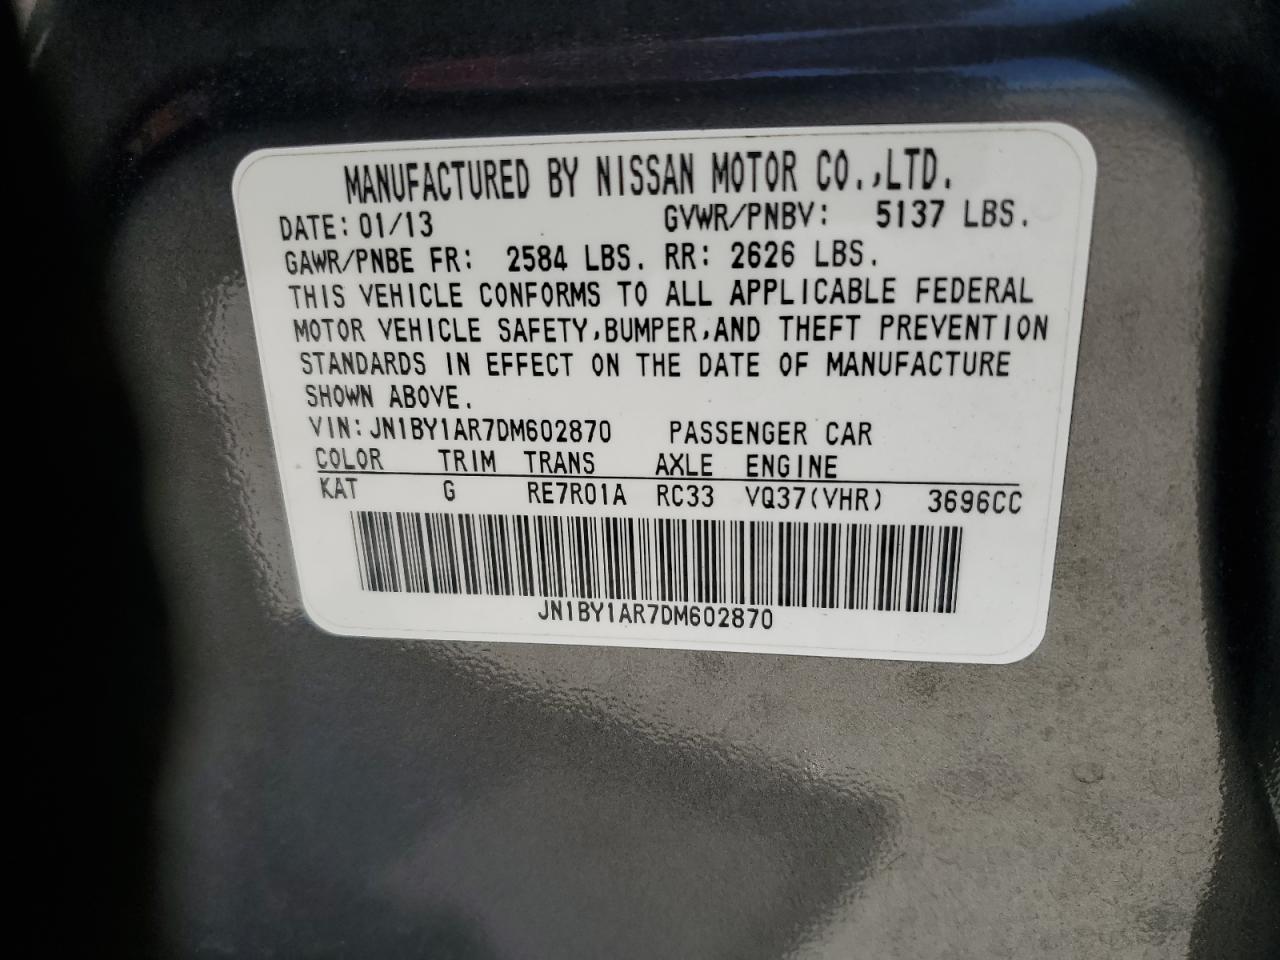 MANUFACTURED BY NISSAN MOTOR CO.,LTD.
DATE: 01/13 GVWR/PNBV: 5137 LBS.
GAWR/PNBE FR: 2584 LBS. RR: 2626 LBS.
THIS VEHICLE CONFORMS TO ALL APPLICABLE FEDERAL
MOTOR VEHICLE SAFETY,BUMPER,AND THEFT PREVENTION
STANDARDS IN EFFECT ON THE DATE OF MANUFACTURE
SHOWN ABOVE.
VIN: JN1BY1AR7DM602870 PASSENGER CAR
COLOR TRIM TRANS AXLE ENGINE
KAT G RE7R01A RC33 VQ37(VHR) 3696CC
JN1BY1AR7DM602870